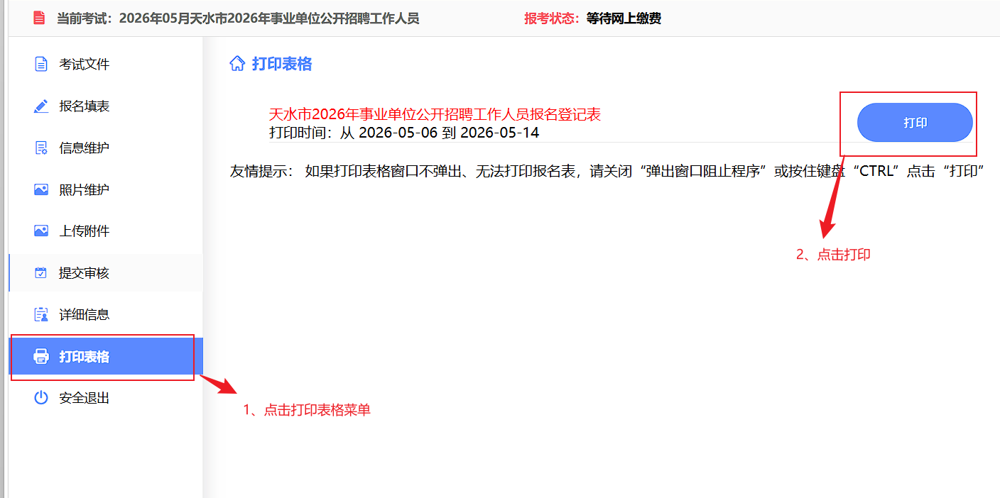 当前考试：2026年05月天水市2026年事业单位公开招聘工作人员 报考状态：等待网上缴费
考试文件
报名填表
信息维护
照片维护
上传附件
提交审核
详细信息
打印表格
安全退出
打印表格
天水市2026年事业单位公开招聘工作人员报名登记表
打印时间：从 2026-05-06 到 2026-05-14
打印
友情提示： 如果打印表格窗口不弹出、无法打印报名表，请关闭“弹出窗口阻止程序”或按住键盘“CTRL”点击“打印”
2、点击打印
1、点击打印表格菜单